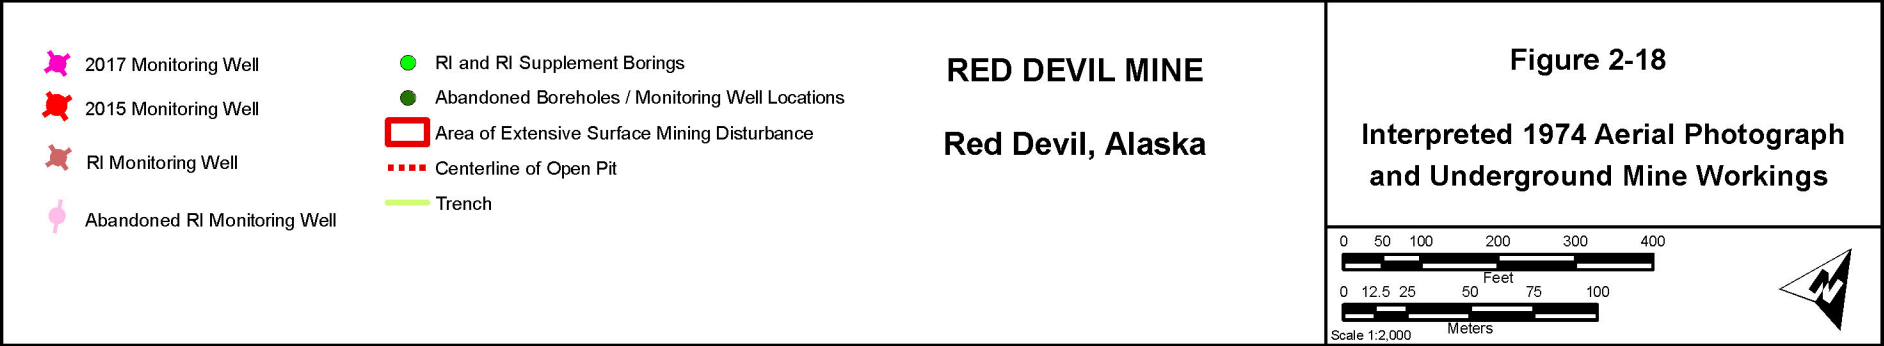 2017 Monitoring Well
2015 Monitoring Well
RI Monitoring Well
Abandoned RI Monitoring Well
RI and RI Supplement Borings
Abandoned Boreholes / Monitoring Well Locations
Area of Extensive Surface Mining Disturbance
Centerline of Open Pit
Trench
RED DEVIL MINE
Red Devil, Alaska
Figure 2-18
Interpreted 1974 Aerial Photograph
and Underground Mine Workings
0 50 100 200 300 400
Feet
0 12.5 25 50 75 100
Meters
Scale 1:2,000
N